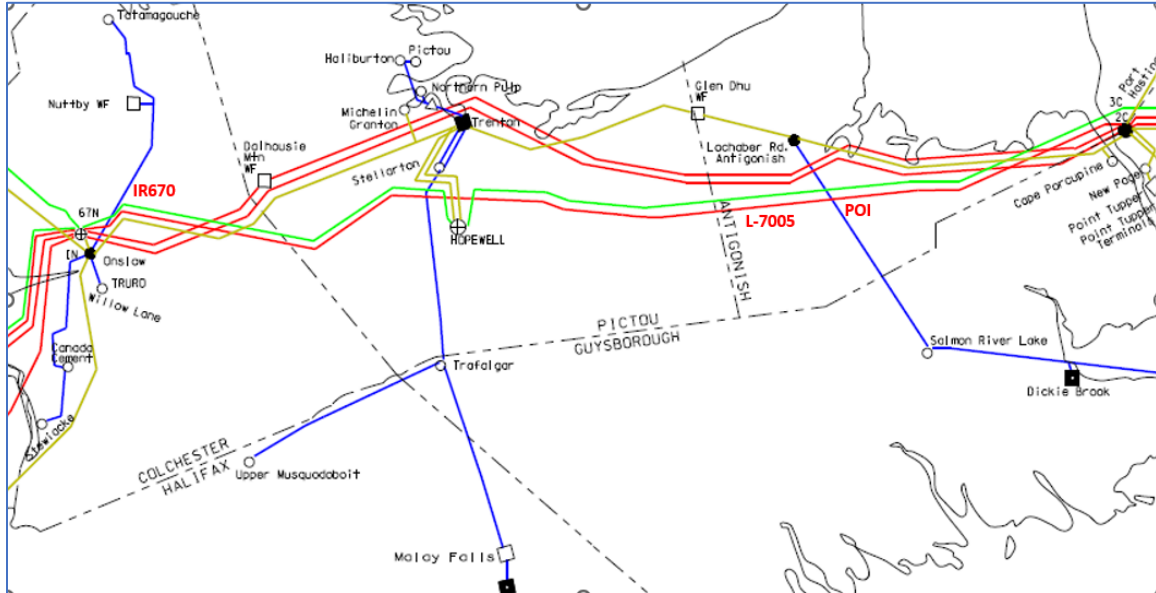 Tatamagouche
Haliburton
Pictou
Nuttby WF
Northern Pulp
Michelin
Granton
Trenton
Glen Dhu
WF
Port
Hastings
3C
2C
Dalhousie
Mtn
WF
Stellarton
Lochaber Rd.
Antigonish
IR670
67N
Cape Porcupine
New Page
Point Tupper
Point Tupper
Terminals
ANTIGONISH
L-7005
POI
HOPEWELL
1N
Onslow
TRURO
Willow Lane
PICTOU
GUYSBOROUGH
Canada
Cement
Salmon River Lake
Trafalgar
Dickie Brook
Stewiacke
COLCHESTER
HALIFAX
Upper Musquodoboit
Malay Falls